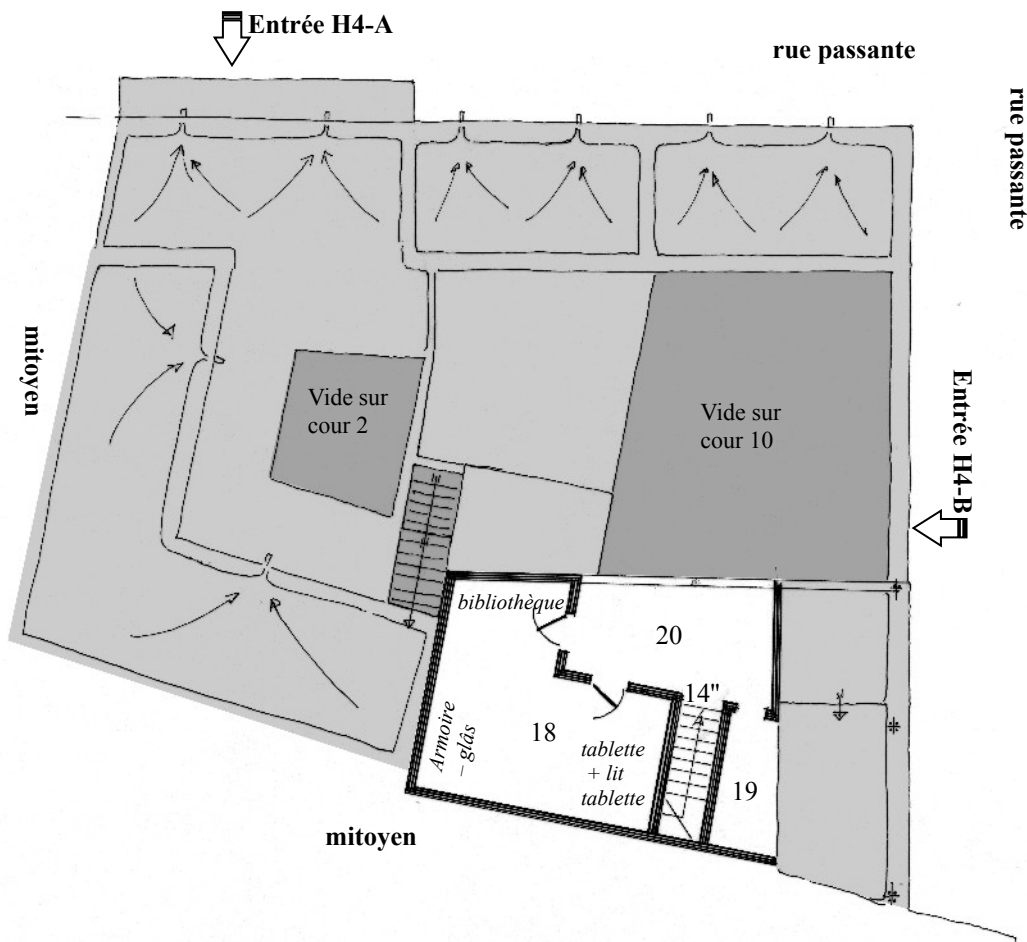 Entrée H4-A
rue passante
rue passante
mitoyen
Vide sur
cour 2
Vide sur
cour 10
Entrée H4-B
bibliothèque
20
14"
18
Armoire
– glâs
tablette
+ lit
tablette
19
mitoyen